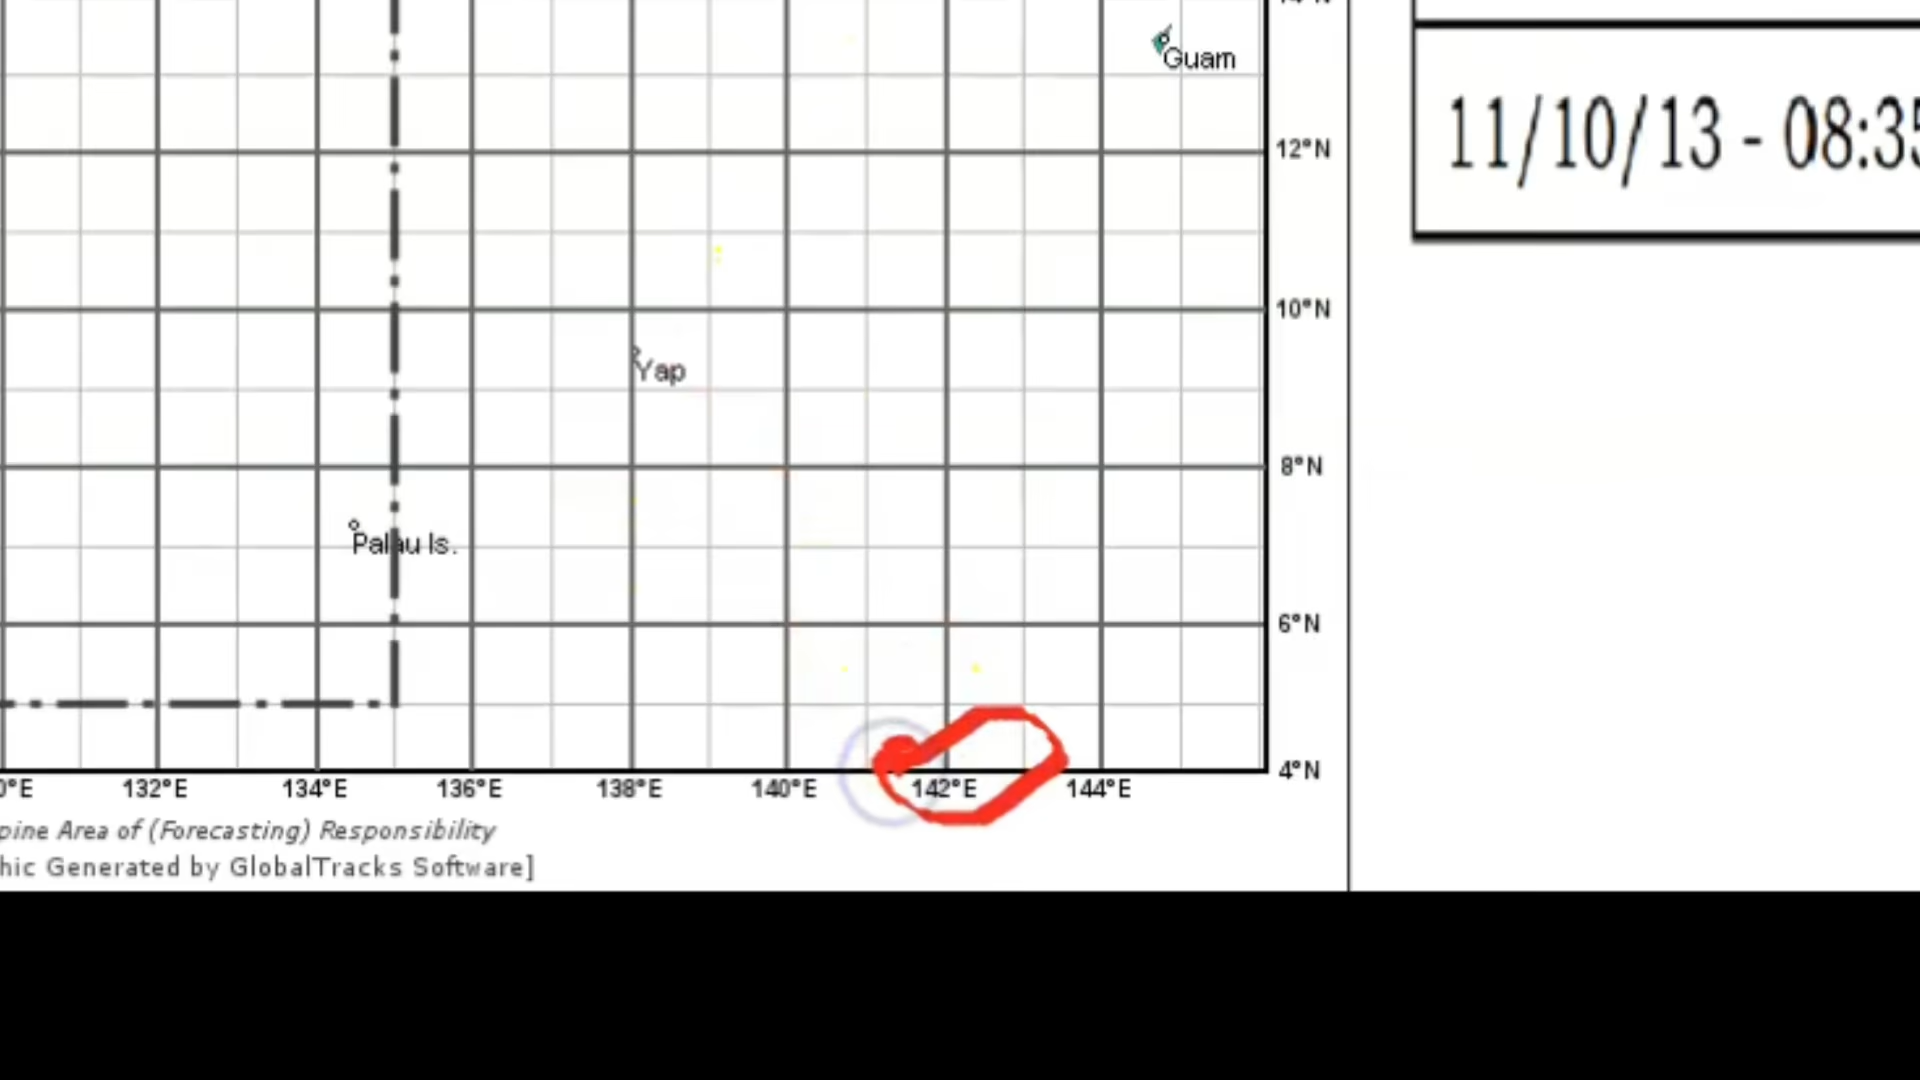 Guam
11/10/13 - 08:35
12°N
10°N
Yap
8°N
Palau Is.
6°N
4°N
0°E 132°E 134°E 136°E 138°E 140°E 142°E 144°E
pine Area of (Forecasting) Responsibility
hic Generated by GlobalTracks Software]